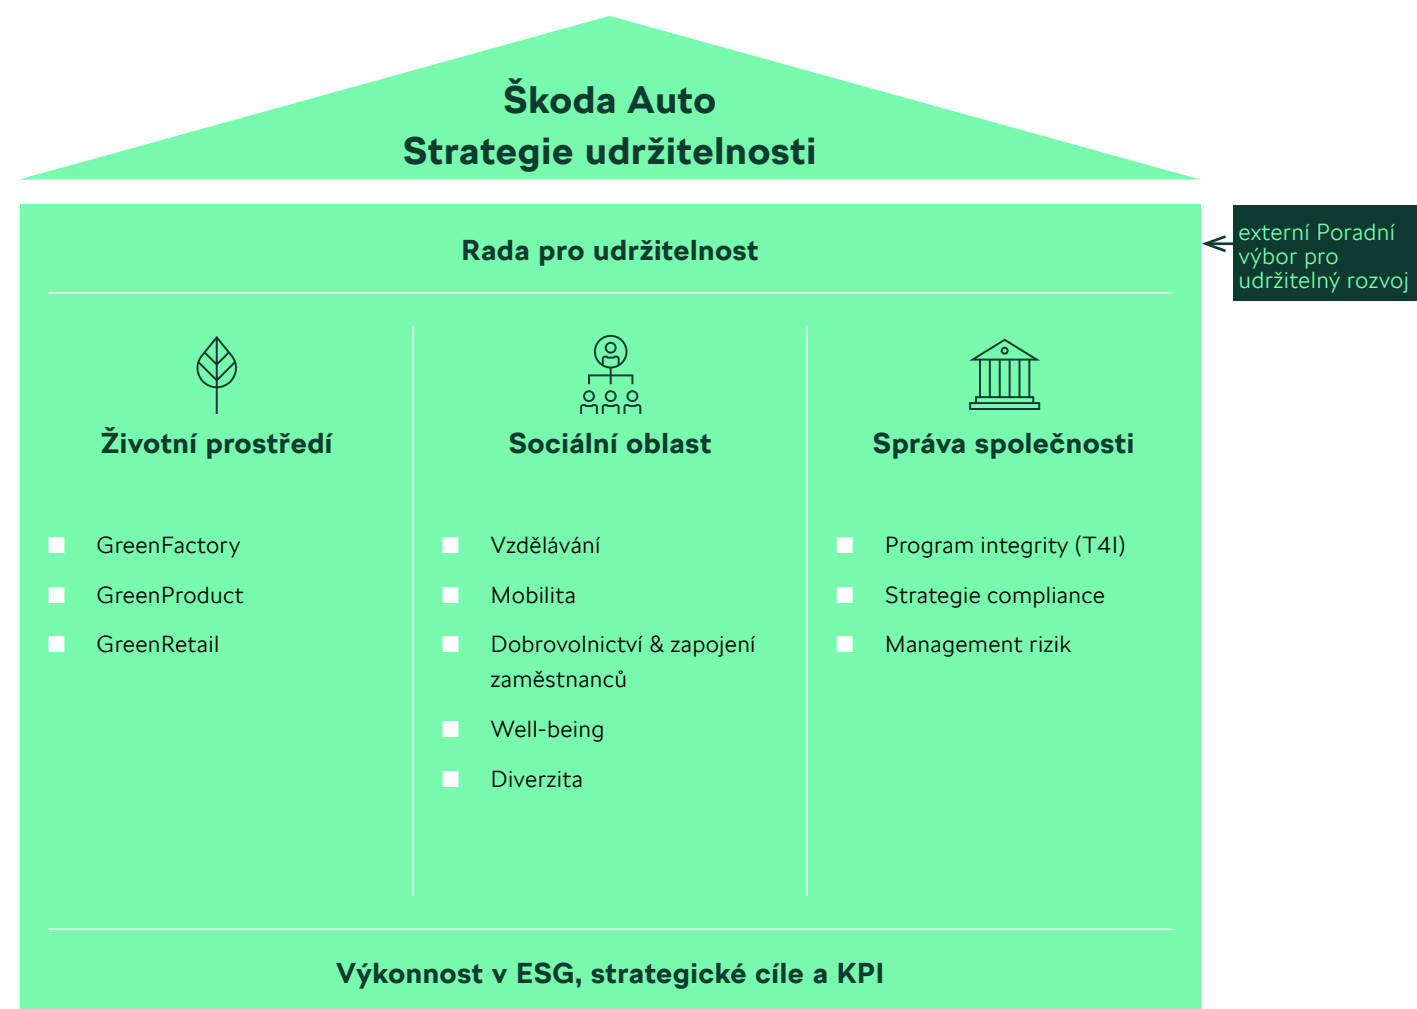 Škoda Auto
Strategie udržitelnosti
Rada pro udržitelnost
externí Poradní
výbor pro
udržitelný rozvoj
Životní prostředí
GreenFactory
GreenProduct
GreenRetail
Sociální oblast
Vzdělávání
Mobilita
Dobrovolnictví & zapojení
zaměstnanců
Well-being
Diverzita
Správa společnosti
Program integrity (T4I)
Strategie compliance
Management rizik
Výkonnost v ESG, strategické cíle a KPI